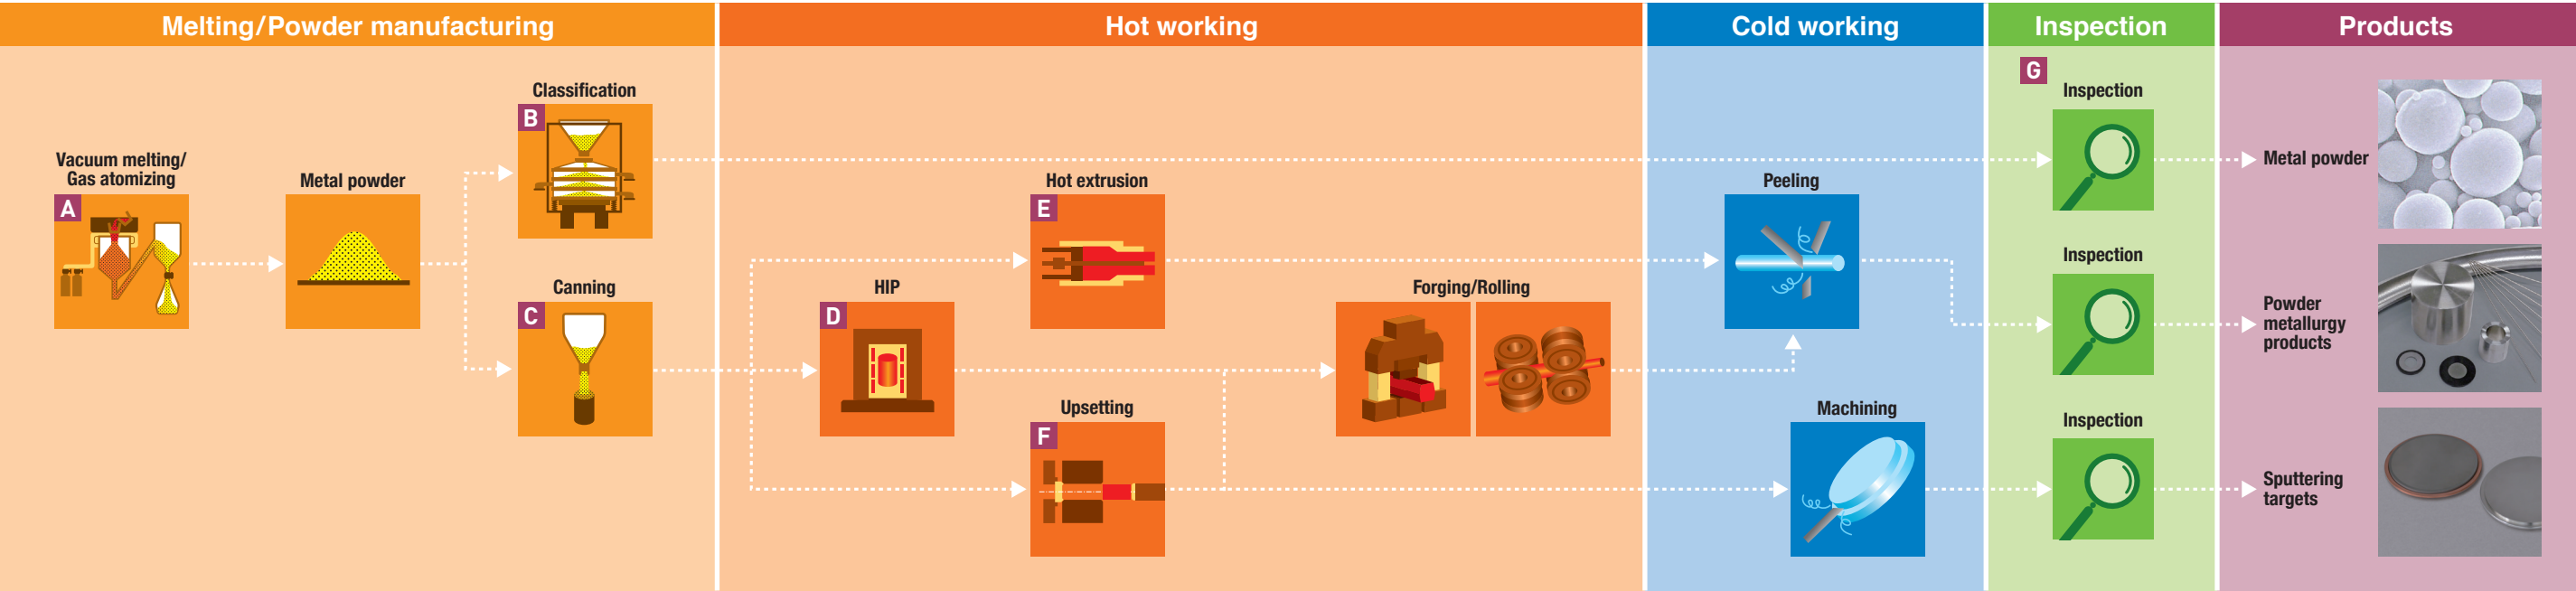 Melting/Powder manufacturing
Hot working
Cold working
Inspection
Products
Vacuum melting/
Gas atomizing
A
Metal powder
Classification
B
Canning
C
HIP
D
Hot extrusion
E
Upsetting
F
Forging/Rolling
Peeling
Machining
G
Inspection
Inspection
Inspection
Metal powder
Powder
metallurgy
products
Sputtering
targets